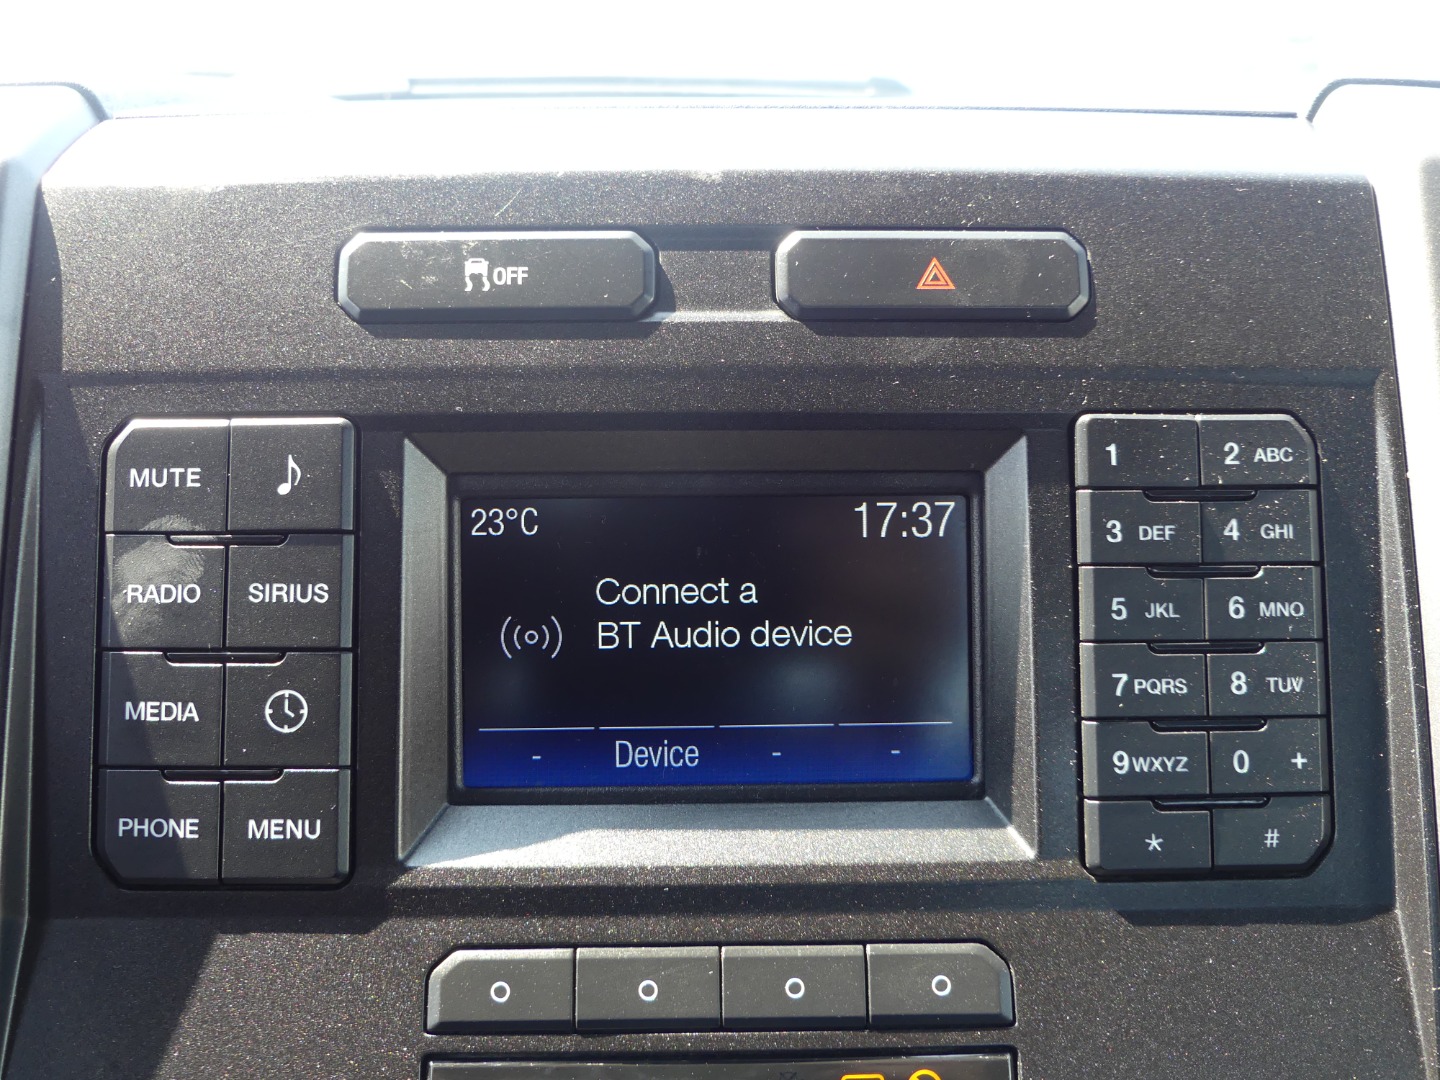 OFF
MUTE
RADIO SIRIUS
MEDIA
PHONE MENU
23°C 17:37
Connect a
BT Audio device
- Device - -
1 2 ABC
3 DEF 4 GHI
5 JKL 6 MNO
7 PQRS 8 TUV
9 WXYZ 0 +
* #